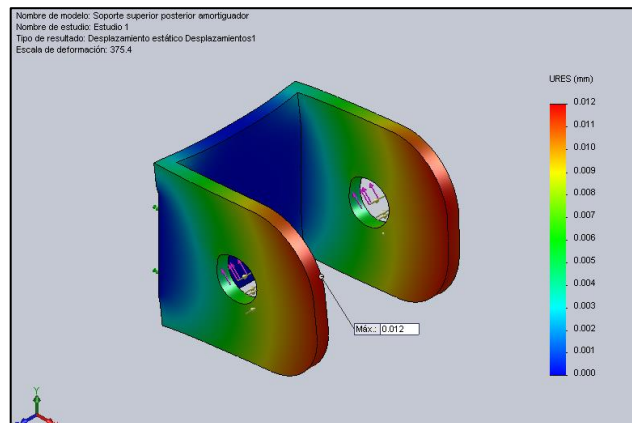 Nombre de modelo: Soporte superior posterior amortiguador
Nombre de estudio: Estudio 1
Tipo de resultado: Desplazamiento estático Desplazamientos1
Escala de deformación: 375.4
URES (mm)
0.012
0.010
0.009
0.008
0.007
0.006
0.005
0.004
0.003
0.002
0.001
0.000
Máx.: 0.012
Y